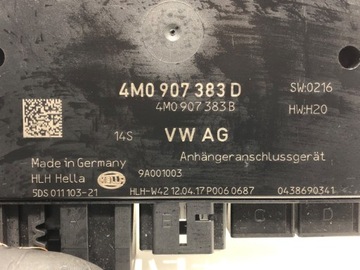 4M0 907 383 D
SW:0216
4M0 907 383 B
HW:H20
14S
VW AG
Anhängeranschlussgerät
Made in Germany
HLH Hella
HELLA
9A001003
5DS 011 103-21
HLH-W42 12.04.17 P006 0687
0438690341
C D